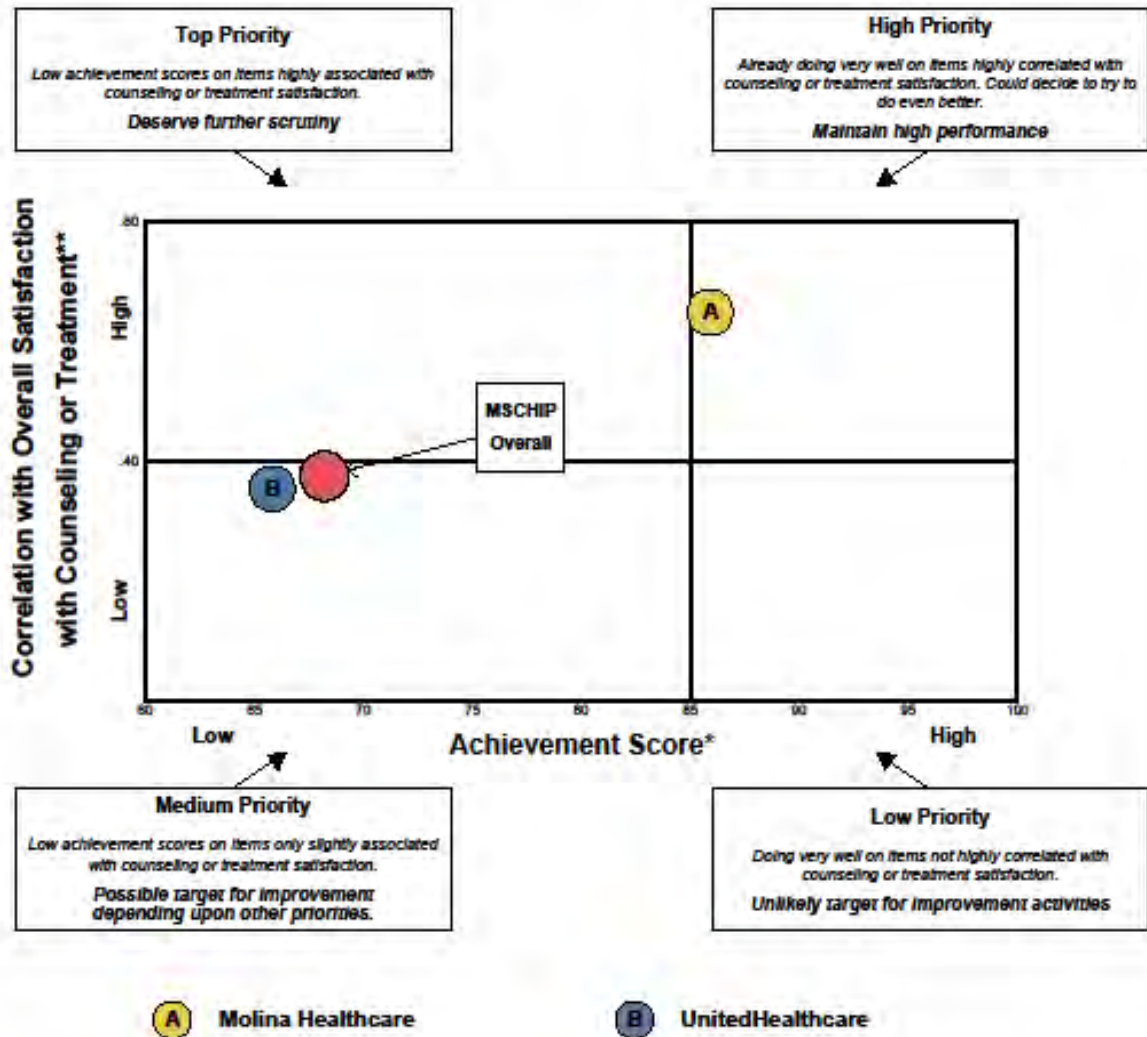 Top Priority
Low achievement scores on items highly associated with
counseling or treatment satisfaction.
Deserve further scrutiny
High Priority
Already doing very well on items highly correlated with
counseling or treatment satisfaction. Could decide to try to
do even better.
Maintain high performance
Correlation with Overall Satisfaction
with Counseling or Treatment**
High
Low
.80
.40
A
MSCHIP
Overall
B
60 65 70 75 80 85 90 95 100
Low
Achievement Score*
High
Medium Priority
Low achievement scores on items only slightly associated
with counseling or treatment satisfaction.
Possible target for improvement
depending upon other priorities.
Low Priority
Doing very well on items not highly correlated with
counseling or treatment satisfaction.
Unlikely target for improvement activities
A Molina Healthcare
B UnitedHealthcare